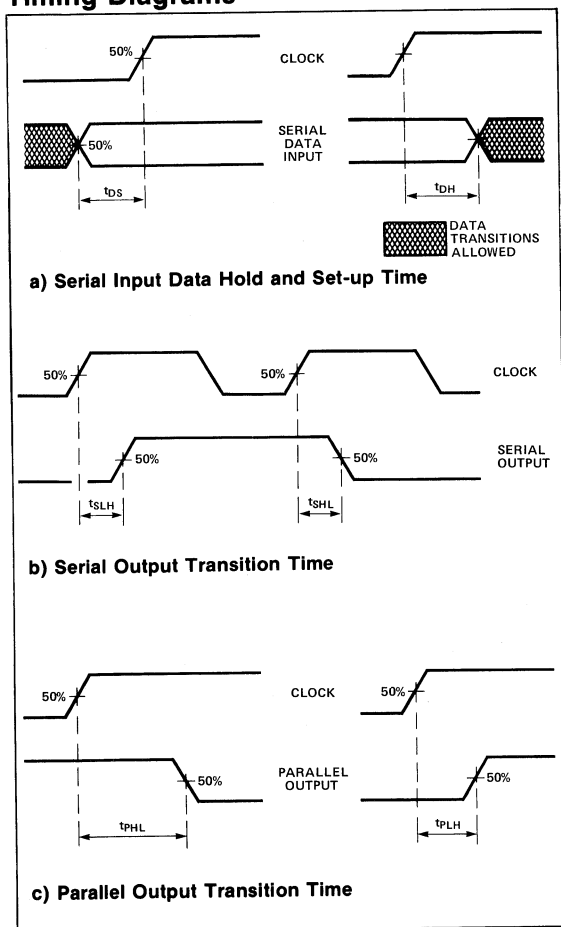 Timing Diagrams
50%
CLOCK
50%
SERIAL
DATA
INPUT
tDS
tDH
DATA
TRANSITIONS
ALLOWED
a) Serial Input Data Hold and Set-up Time
50%
50%
CLOCK
50%
50%
SERIAL
OUTPUT
tSLH
tSHL
b) Serial Output Transition Time
50%
CLOCK
50%
50%
PARALLEL
OUTPUT
50%
tPHL
tPLH
c) Parallel Output Transition Time